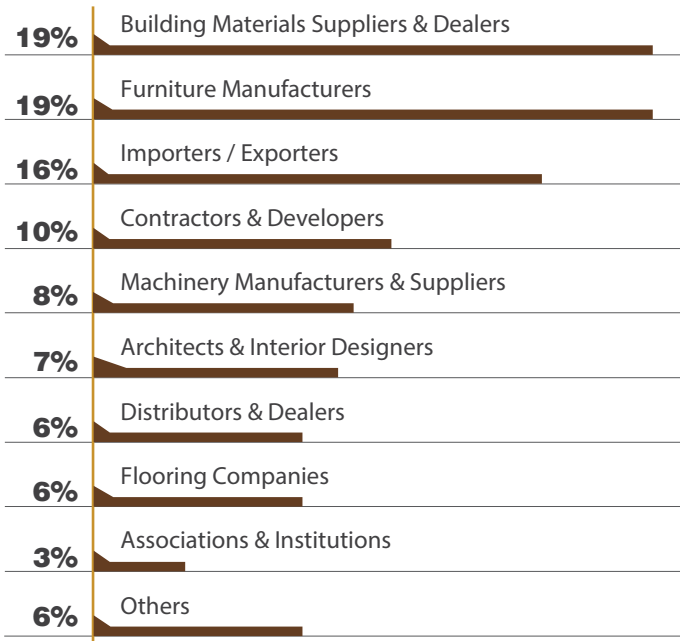 Building Materials Suppliers & Dealers
19%
Furniture Manufacturers
19%
Importers / Exporters
16%
Contractors & Developers
10%
Machinery Manufacturers & Suppliers
8%
Architects & Interior Designers
7%
Distributors & Dealers
6%
Flooring Companies
6%
Associations & Institutions
3%
Others
6%